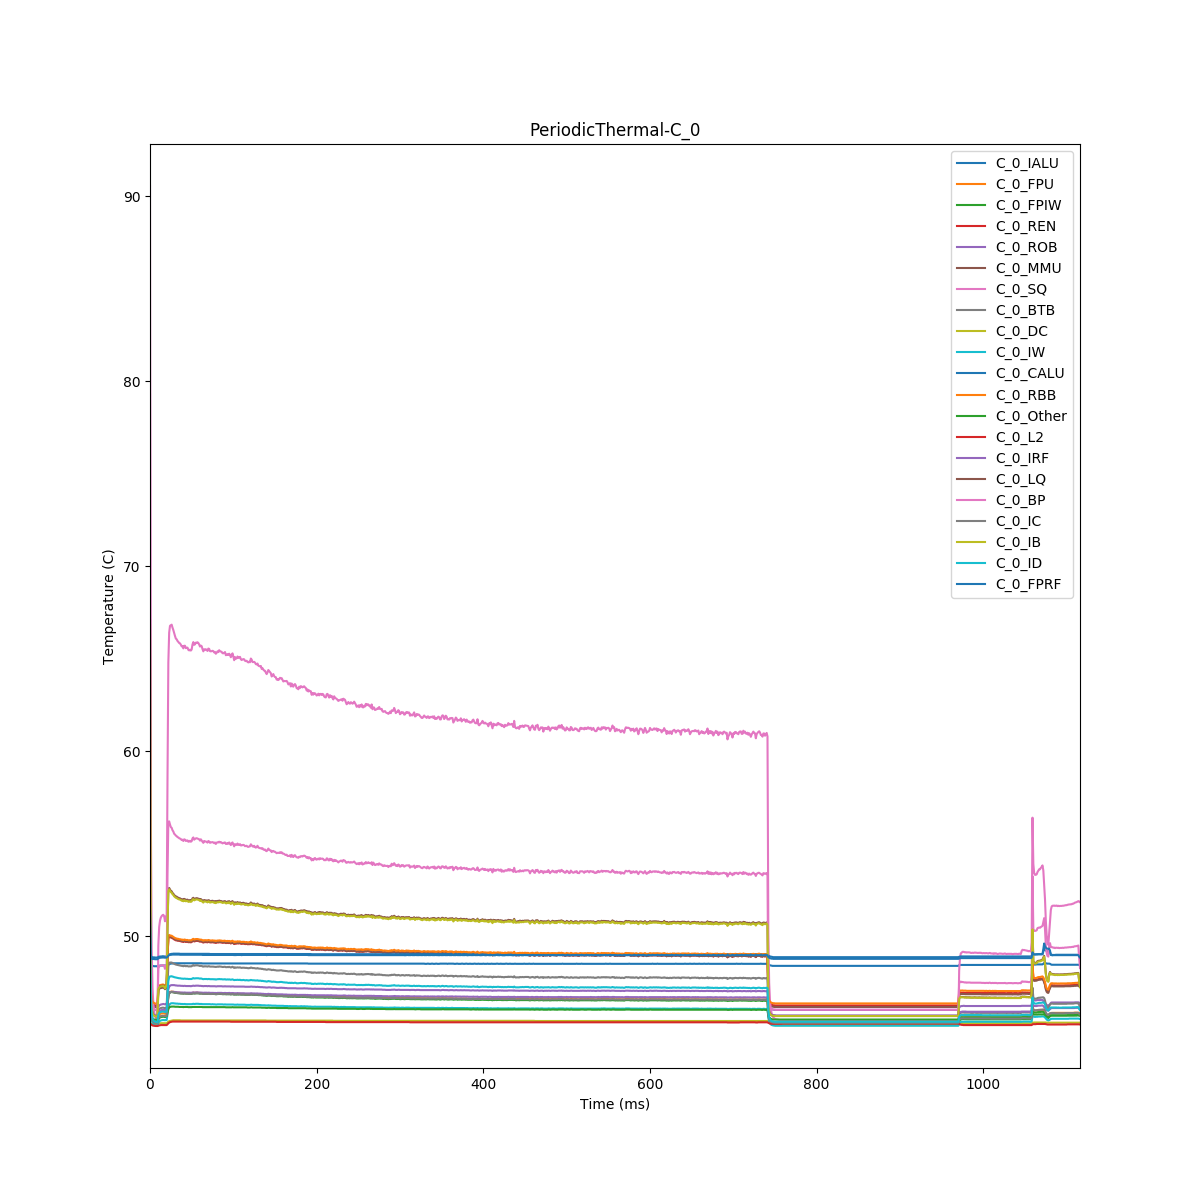 PeriodicThermal-C_0
90
80
70
60
50
Temperature (C)
0
200
400
600
800
1000
Time (ms)
C_0_IALU
C_0_FPU
C_0_FPIW
C_0_REN
C_0_ROB
C_0_MMU
C_0_SQ
C_0_BTB
C_0_DC
C_0_IW
C_0_CALU
C_0_RBB
C_0_Other
C_0_L2
C_0_IRF
C_0_LQ
C_0_BP
C_0_IC
C_0_IB
C_0_ID
C_0_FPRF